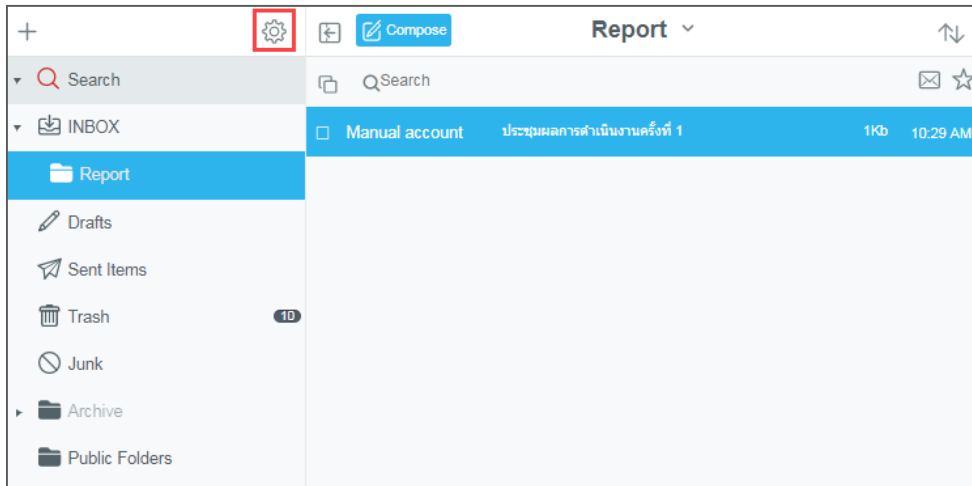 Compose
Report
Search
Search
INBOX
Manual account ประชุมผลการดำเนินงานครั้งที่ 1 1Kb 10:29 AM
Report
Drafts
Sent Items
Trash 10
Junk
Archive
Public Folders